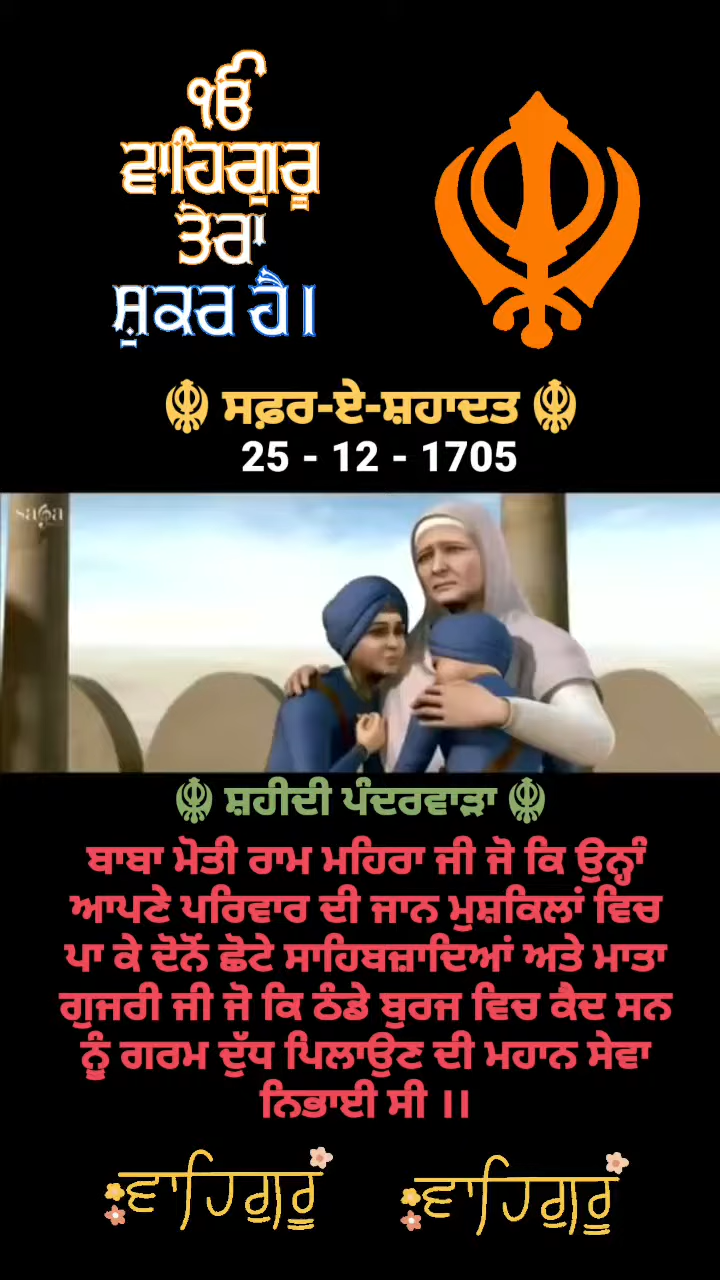 ੴ
ਵਾਹਿਗੁਰੂ
ਤੇਰਾ
ਸ਼ੁਕਰ ਹੈ।
ਸਫ਼ਰ-ਏ-ਸ਼ਹਾਦਤ
25 - 12 - 1705
saga
ਸ਼ਹੀਦੀ ਪੰਦਰਵਾੜਾ
ਬਾਬਾ ਮੋਤੀ ਰਾਮ ਮਹਿਰਾ ਜੀ ਜੋ ਕਿ ਉਨ੍ਹਾਂ
ਆਪਣੇ ਪਰਿਵਾਰ ਦੀ ਜਾਨ ਮੁਸ਼ਕਿਲਾਂ ਵਿਚ
ਪਾ ਕੇ ਦੋਨੋਂ ਛੋਟੇ ਸਾਹਿਬਜ਼ਾਦਿਆਂ ਅਤੇ ਮਾਤਾ
ਗੁਜਰੀ ਜੀ ਜੋ ਕਿ ਠੰਡੇ ਬੁਰਜ ਵਿਚ ਕੈਦ ਸਨ
ਨੂੰ ਗਰਮ ਦੁੱਧ ਪਿਲਾਉਣ ਦੀ ਮਹਾਨ ਸੇਵਾ
ਨਿਭਾਈ ਸੀ ।।
ਵਾਹਿਗੁਰੂ ਵਾਹਿਗੁਰੂ